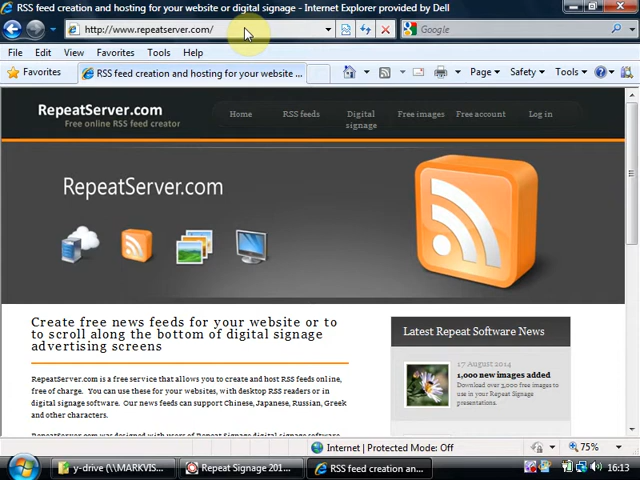 RSS feed creation and hosting for your website or digital signage - Internet Explorer provided by Dell
http://www.repeatserver.com/
Google
File Edit View Favorites Tools Help
Favorites RSS feed creation and hosting for your website ... Page Safety Tools
RepeatServer.com
Free online RSS feed creator
Home RSS feeds Digital signage Free images Free account Log in
RepeatServer.com
Create free news feeds for your website or to
to scroll along the bottom of digital signage
advertising screens
RepeatServer.com is a free service that allows you to create and host RSS feeds online,
free of charge. You can use these for your websites, with desktop RSS readers or in
digital signage software. Our news feeds can support Chinese, Japanese, Russian, Greek
and other characters.
Latest Repeat Software News
17 August 2014
1,000 new images added
Download over 3,000 free images to
use in your Repeat Signage
presentations.
Internet | Protected Mode: Off
75%
y-drive (\\MARKVIS... Repeat Signage 201... RSS feed creation an... 16:13